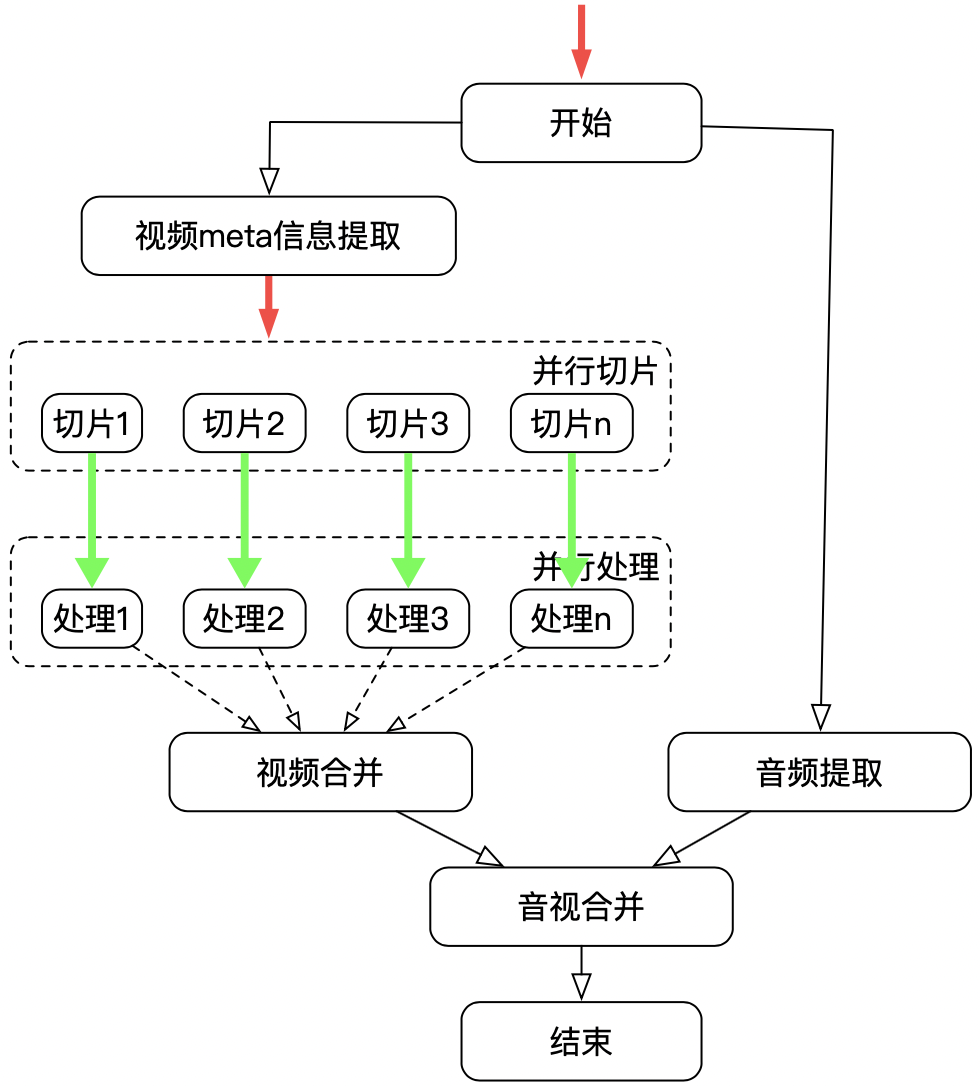 开始
视频meta信息提取
并行切片
切片1
切片2
切片3
切片n
并行处理
处理1
处理2
处理3
处理n
视频合并
音频提取
音视合并
结束